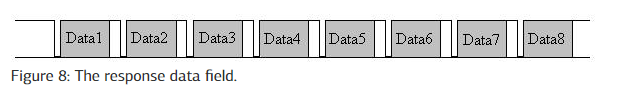 Data1 Data2 Data3 Data4 Data5 Data6 Data7 Data8
Figure 8: The response data field.